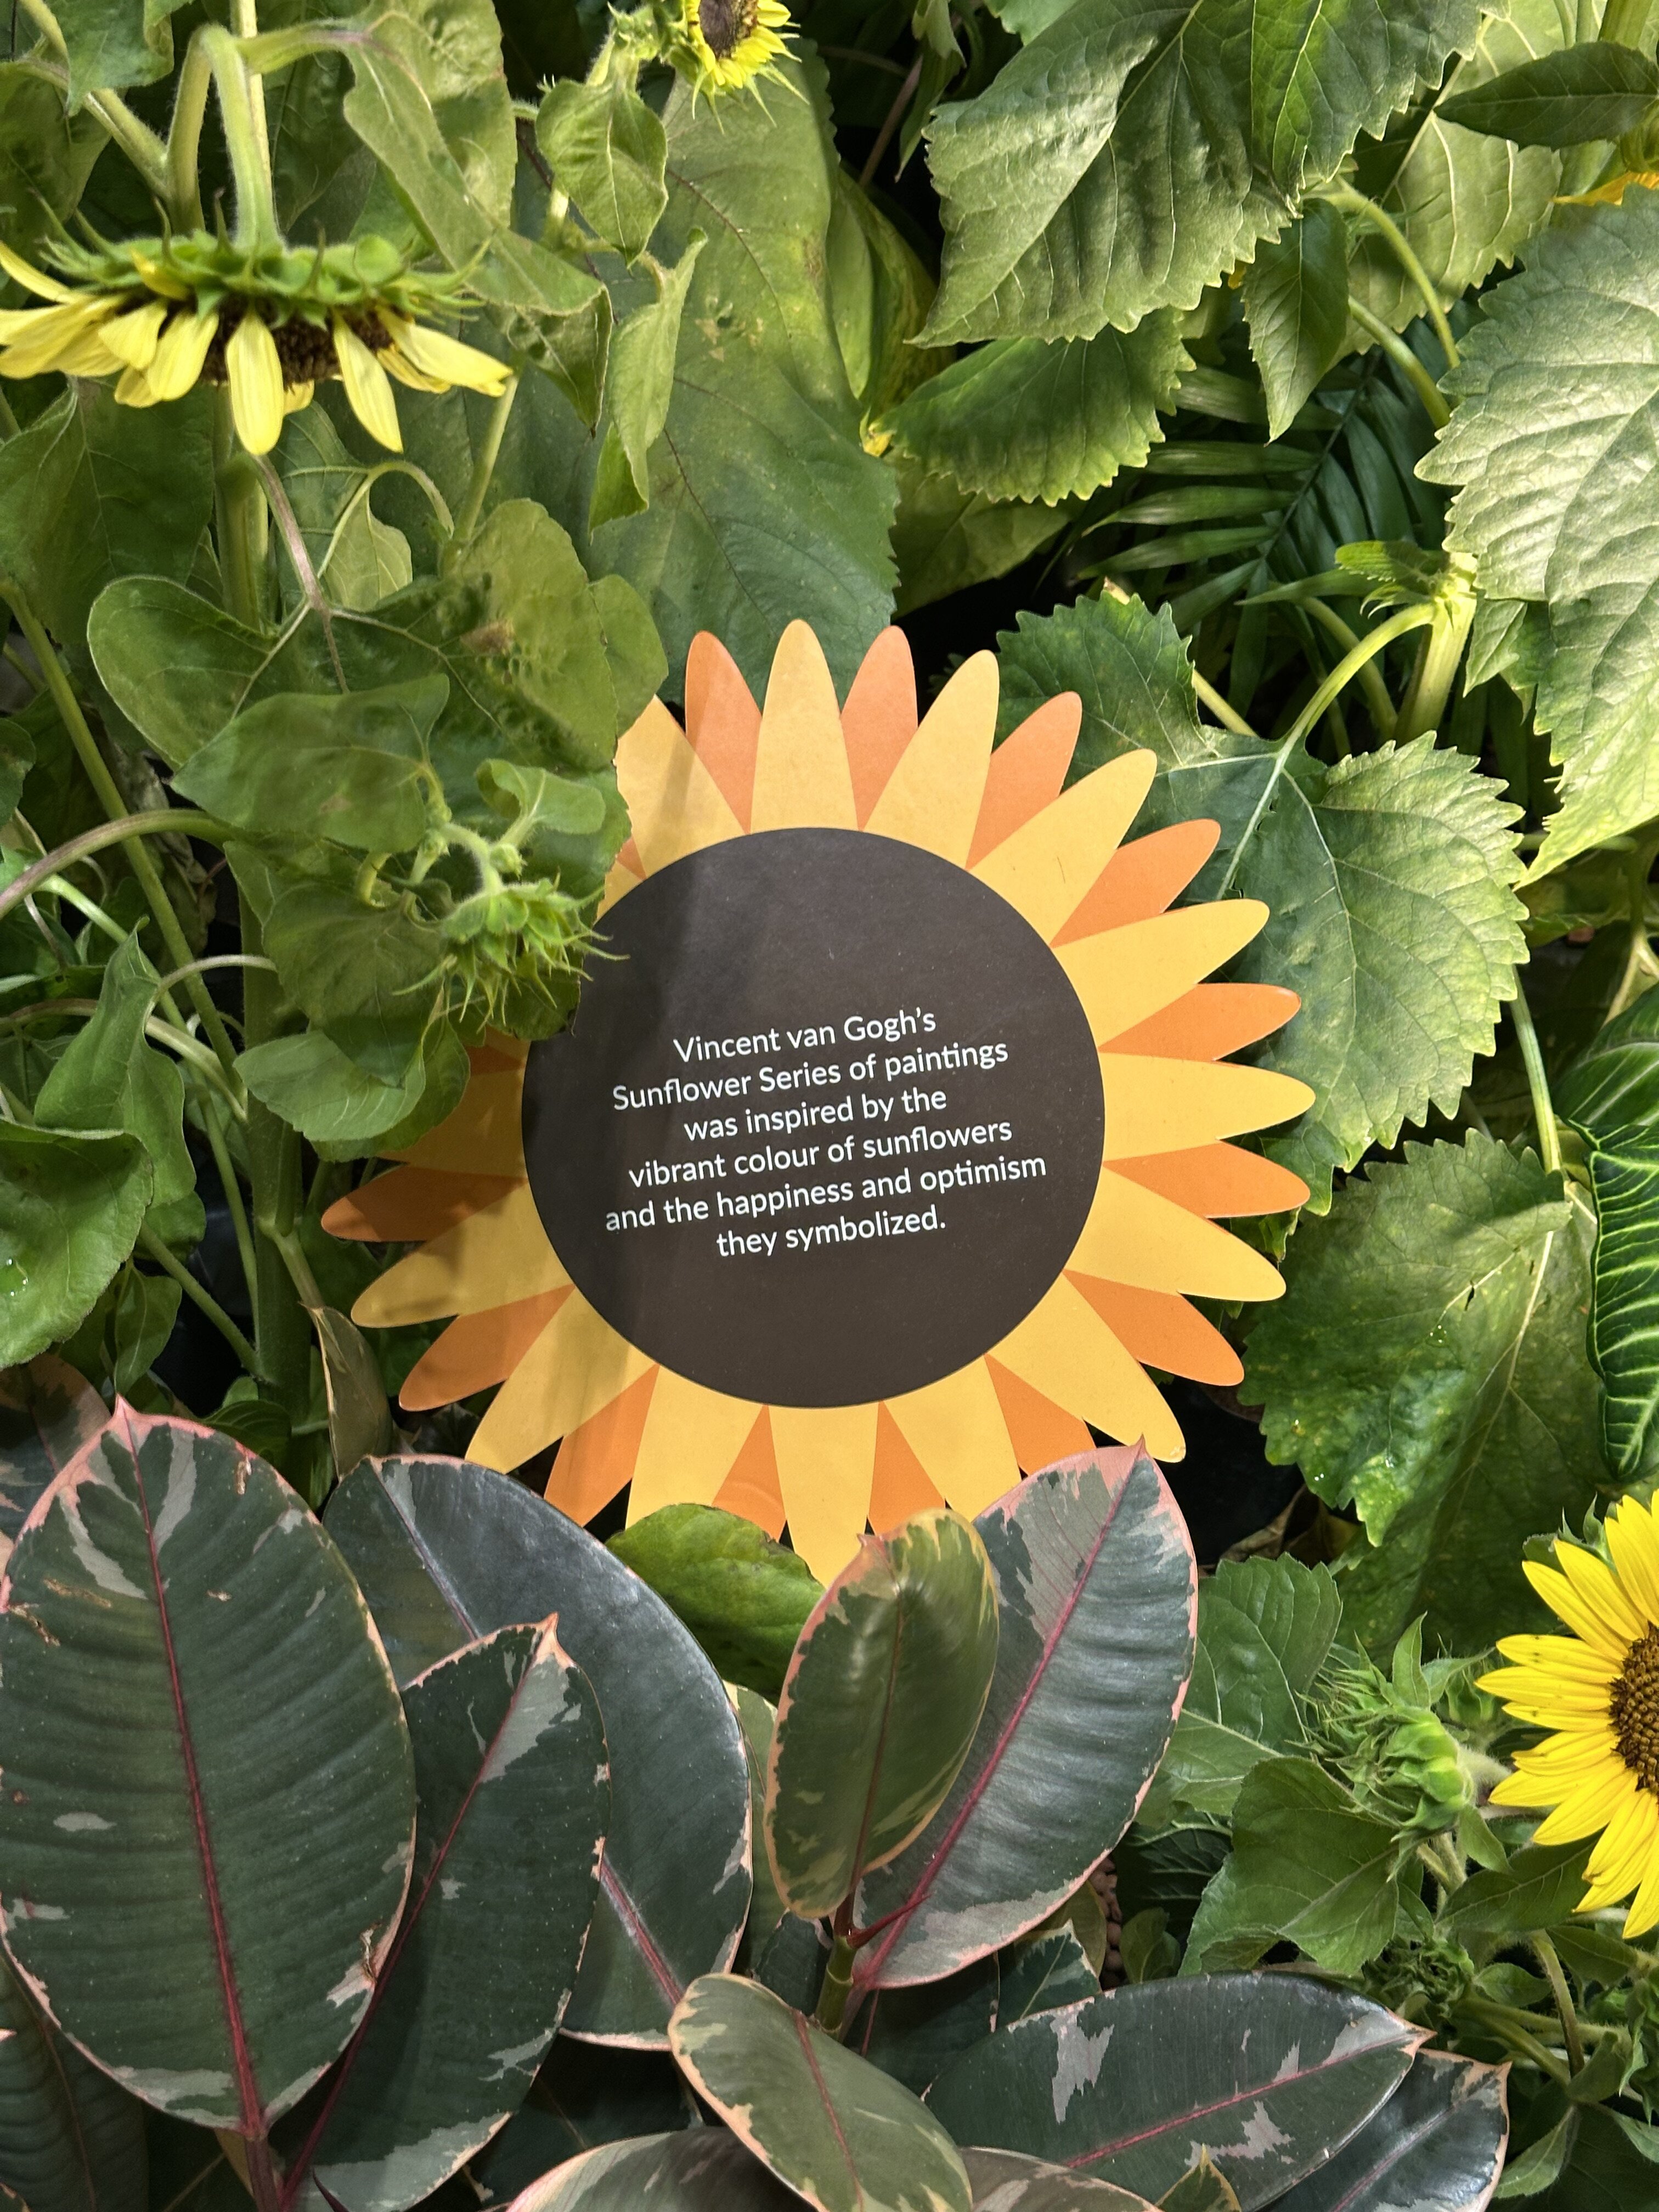 Vincent van Gogh's
Sunflower Series of paintings
was inspired by the
vibrant colour of sunflowers
and the happiness and optimism
they symbolized.